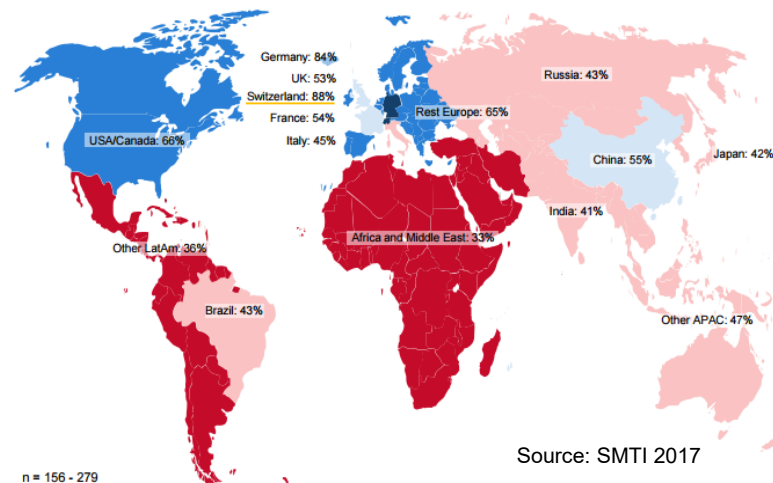 Germany: 84%
UK: 53%
Switzerland: 88%
France: 54%
Italy: 45%
USA/Canada: 66%
Rest Europe: 65%
Russia: 43%
China: 55%
Japan: 42%
India: 41%
Other LatAm: 36%
Africa and Middle East: 33%
Brazil: 43%
Other APAC: 47%
Source: SMTI 2017
n = 156 - 279